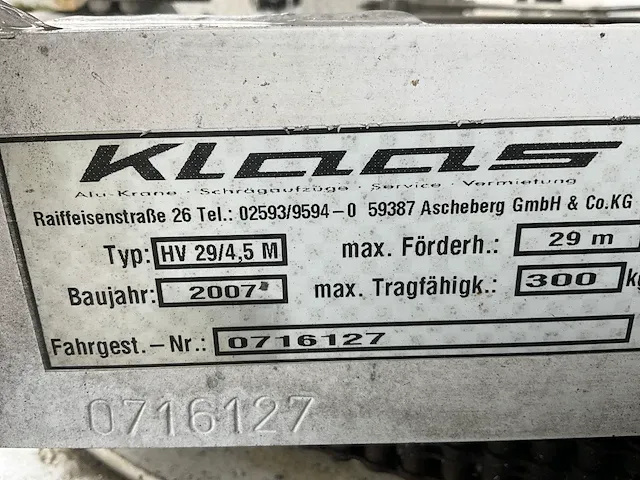 Klaas
Alu-Krane · Schrägaufzüge · Service · Vermietung
Raiffeisenstraße 26 Tel.: 02593/9594-0 59387 Ascheberg GmbH & Co.KG
Typ: HV 29/4,5 M max. Förderh.: 29 m
Baujahr: 2007 max. Tragfähigk.: 300 kg
Fahrgest.-Nr.: 0716127
0716127